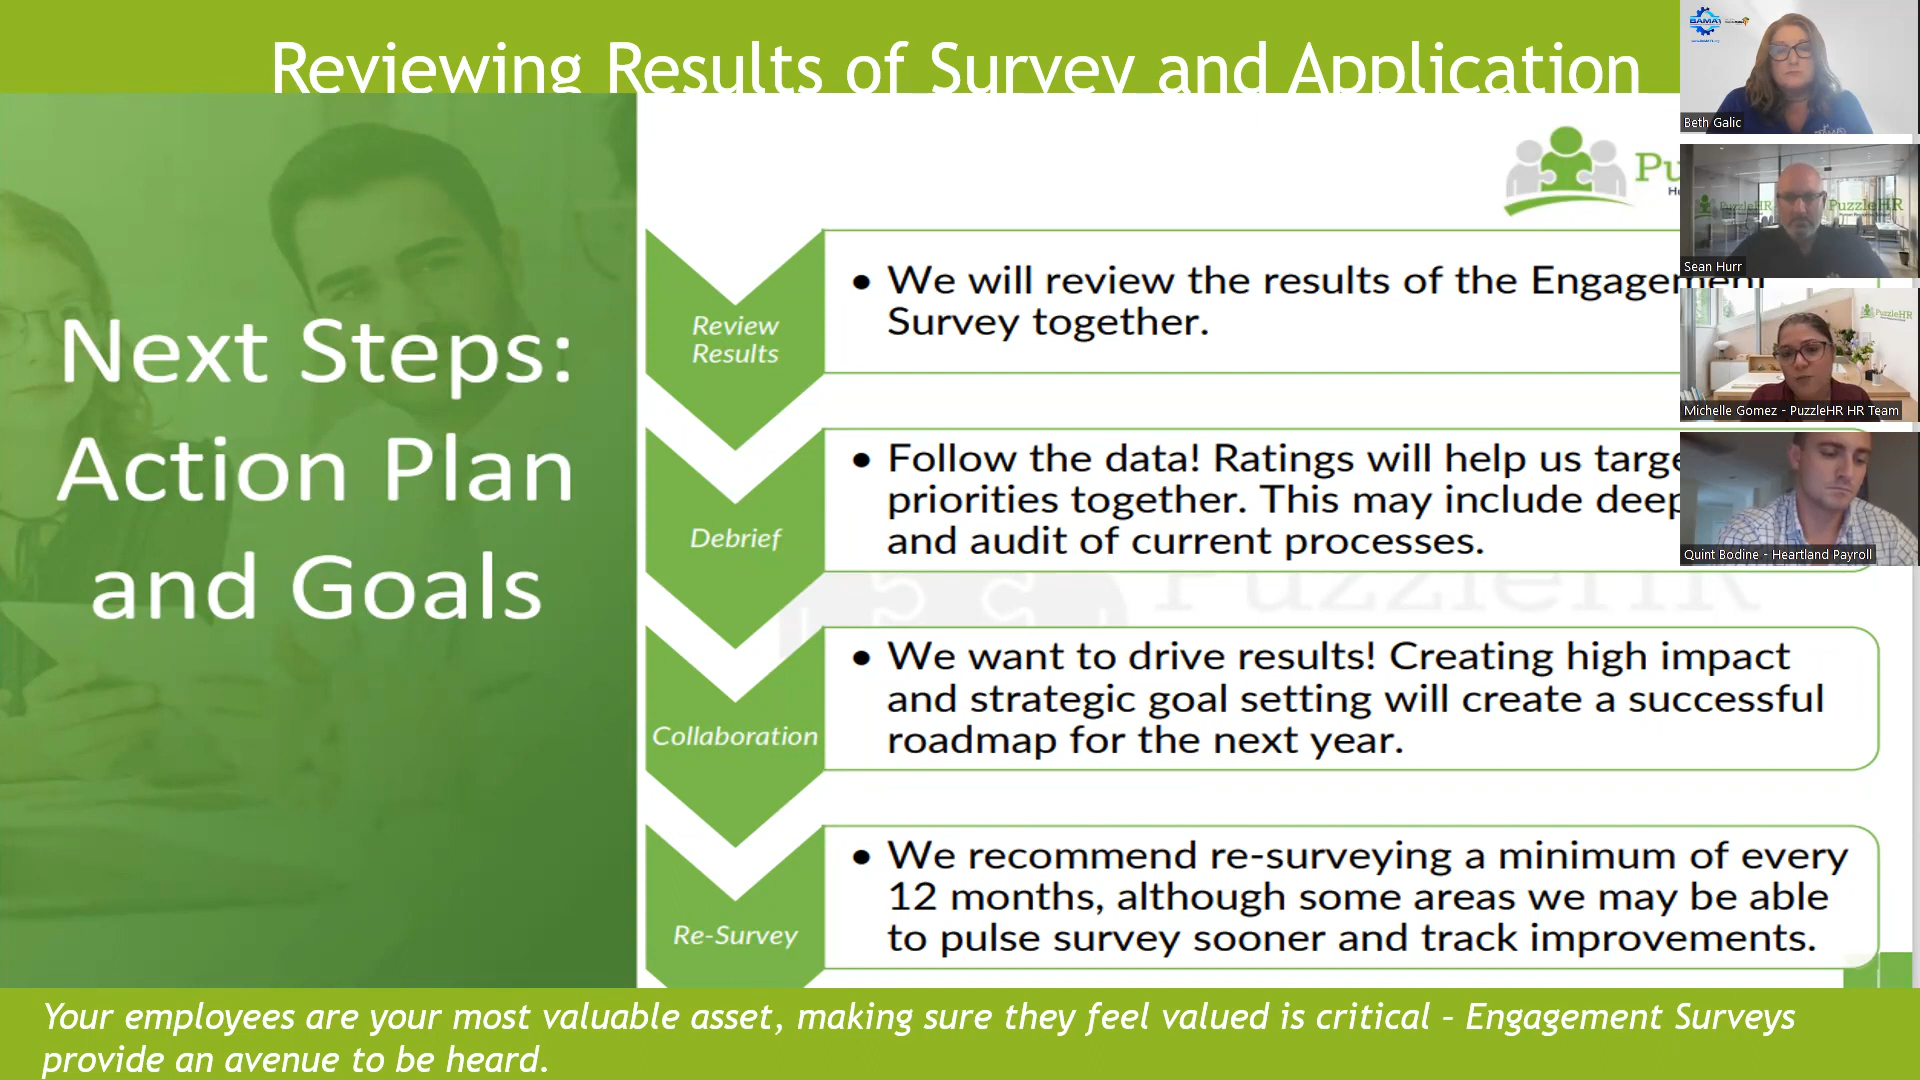 Reviewing Results of Survey and Application
Next Steps:
Action Plan
and Goals
Review
Results
• We will review the results of the Engagement
Survey together.
Debrief
• Follow the data! Ratings will help us
priorities together. This may include
and audit of current processes.
Collaboration
• We want to drive results! Creating high impact
and strategic goal setting will create a successful
roadmap for the next year.
Re-Survey
• We recommend re-surveying a minimum of every
12 months, although some areas we may be able
to pulse survey sooner and track improvements.
PuzzleHR
Your employees are your most valuable asset, making sure they feel valued is critical – Engagement Surveys
provide an avenue to be heard.
Beth Galic
PuzzleHR
PuzzleHR
Sean Hurr
PuzzleHR
Michelle Gomez - PuzzleHR HR Team
Quint Bodine - Heartland Payroll